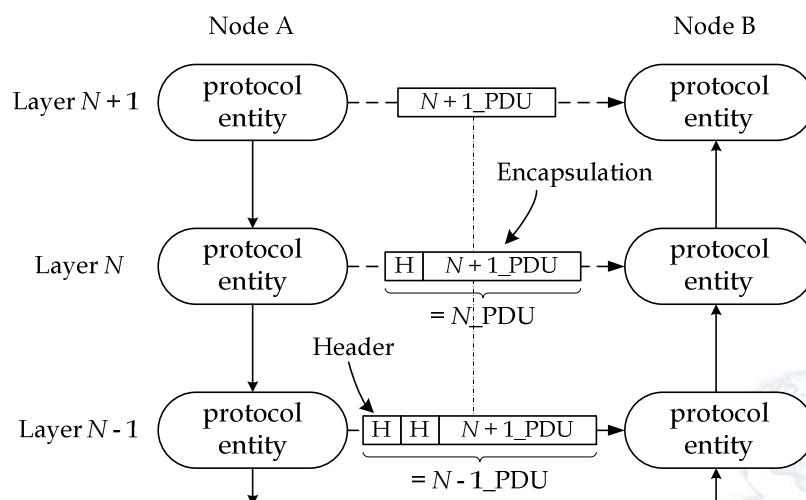 Node A
Node B
Layer N + 1
protocol
entity
N + 1_PDU
protocol
entity
Encapsulation
Layer N
protocol
entity
H
N + 1_PDU
protocol
entity
= N_PDU
Header
Layer N - 1
protocol
entity
H
H
N + 1_PDU
protocol
entity
= N - 1_PDU